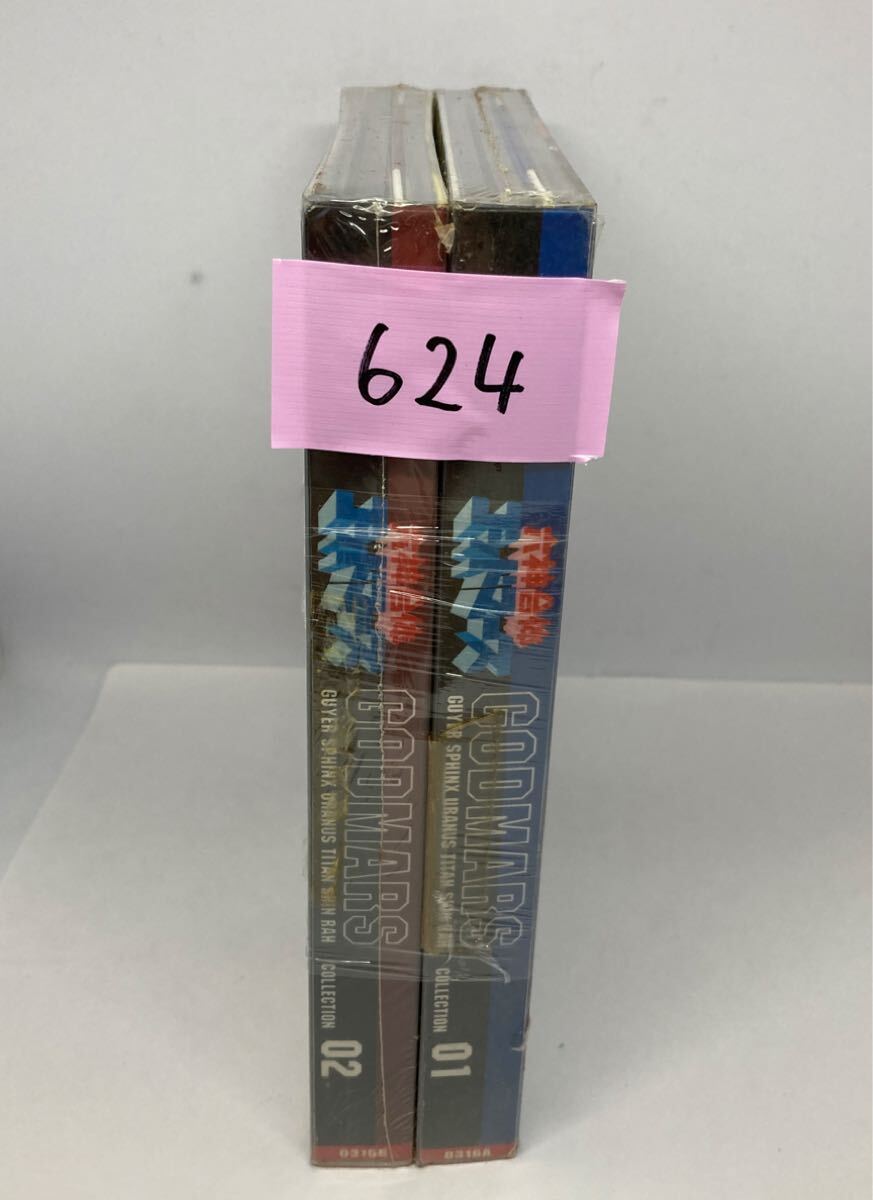 624
六神合体
ゴッドマーズ
GODMARS
GUYER SPHINX URANUS TITAN SHIN RAH
COLLECTION 02
0316B
六神合体
ゴッドマーズ
GODMARS
GUYER SPHINX URANUS TITAN SHIN RAH
COLLECTION 01
0316A